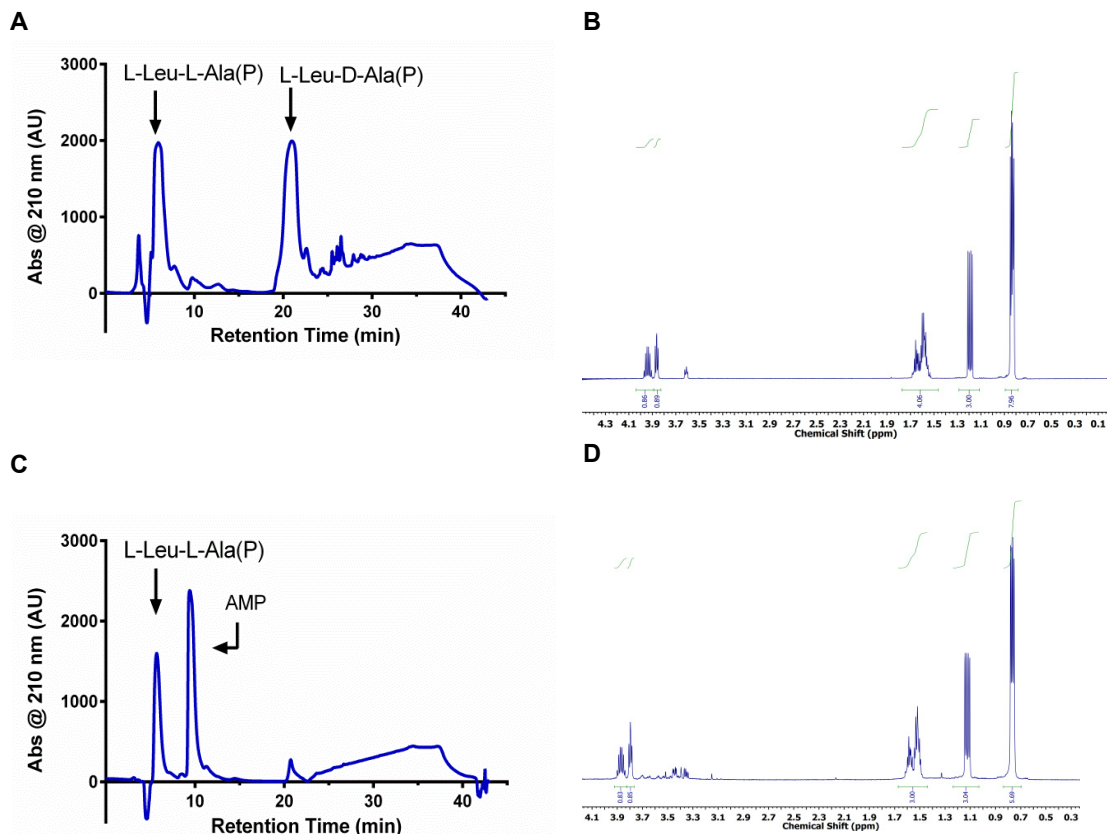 A
L-Leu-L-Ala(P)
L-Leu-D-Ala(P)
Abs @ 210 nm (AU)
3000
2000
1000
0
10 20 30 40
Retention Time (min)
B
0.86 0.89 4.06 3.00 7.96
4.1 3.9 3.7 3.5 3.3 3.1 2.9 2.7 2.5 2.3 2.1 1.9 1.7 1.5 1.3 1.1 0.9 0.7 0.5 0.3 0.1
Chemical Shift (ppm)
C
L-Leu-L-Ala(P)
AMP
Abs @ 210 nm (AU)
3000
2000
1000
0
10 20 30 40
Retention Time (min)
D
0.83 0.85 3.00 3.04 5.69
4.1 3.9 3.7 3.5 3.3 3.1 2.9 2.7 2.5 2.3 2.1 1.9 1.7 1.5 1.3 1.1 0.9 0.7 0.5 0.3
Chemical Shift (ppm)